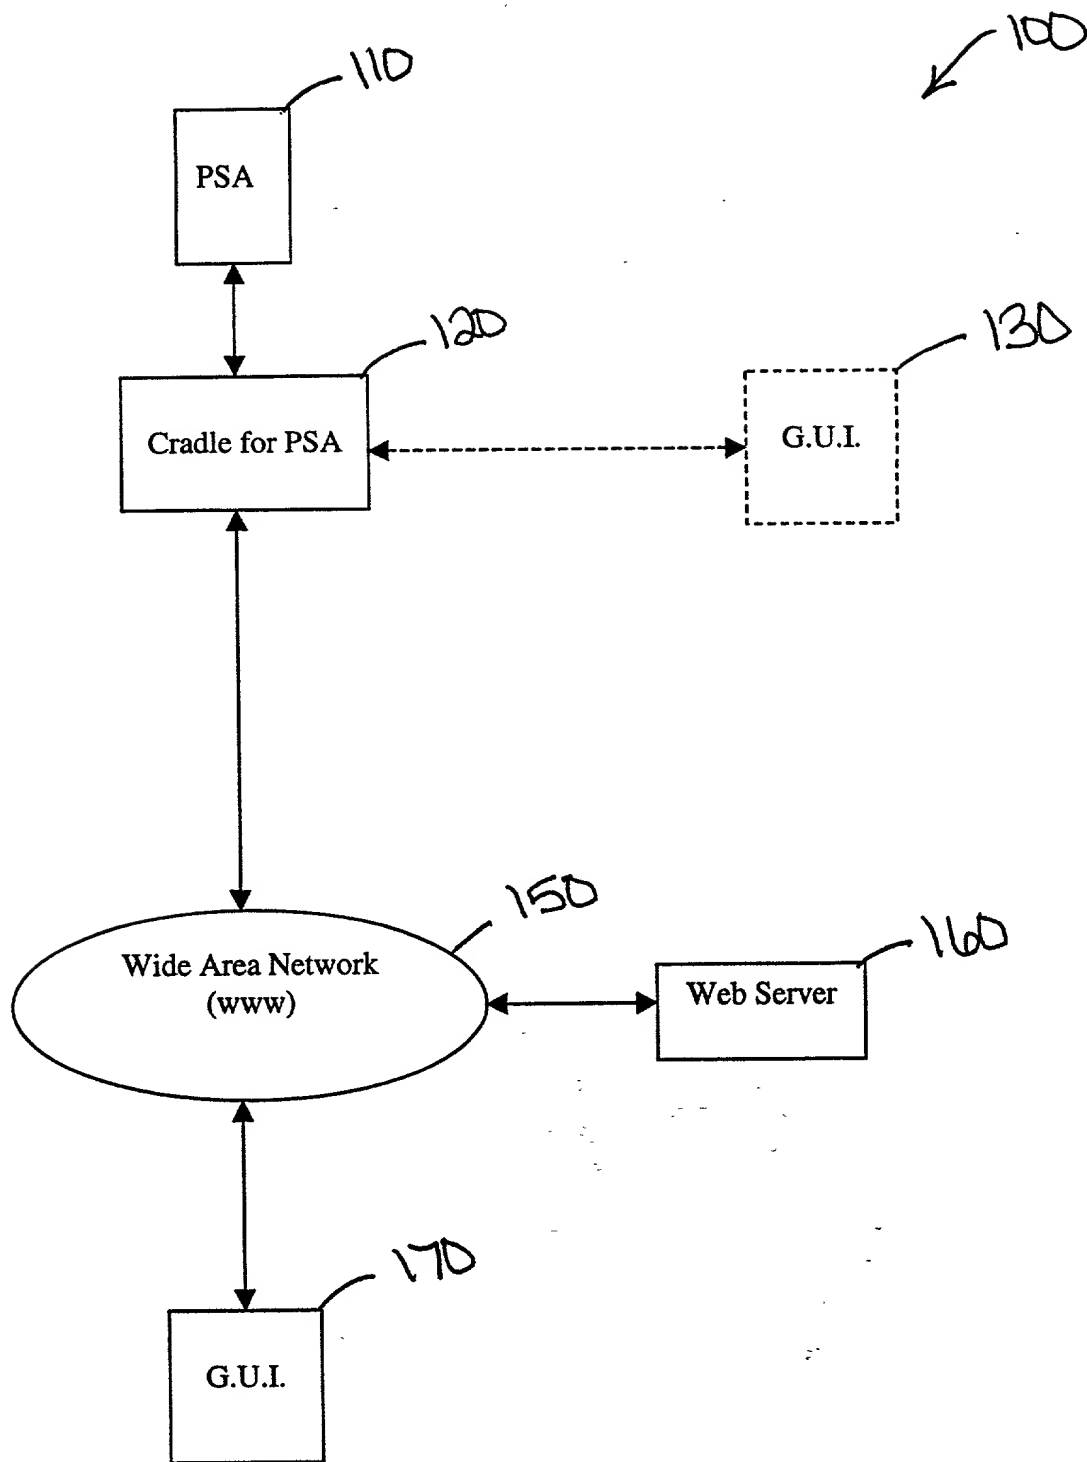 100
110
PSA
120
130
Cradle for PSA
G.U.I.
150
160
Wide Area Network
(www)
Web Server
170
G.U.I.